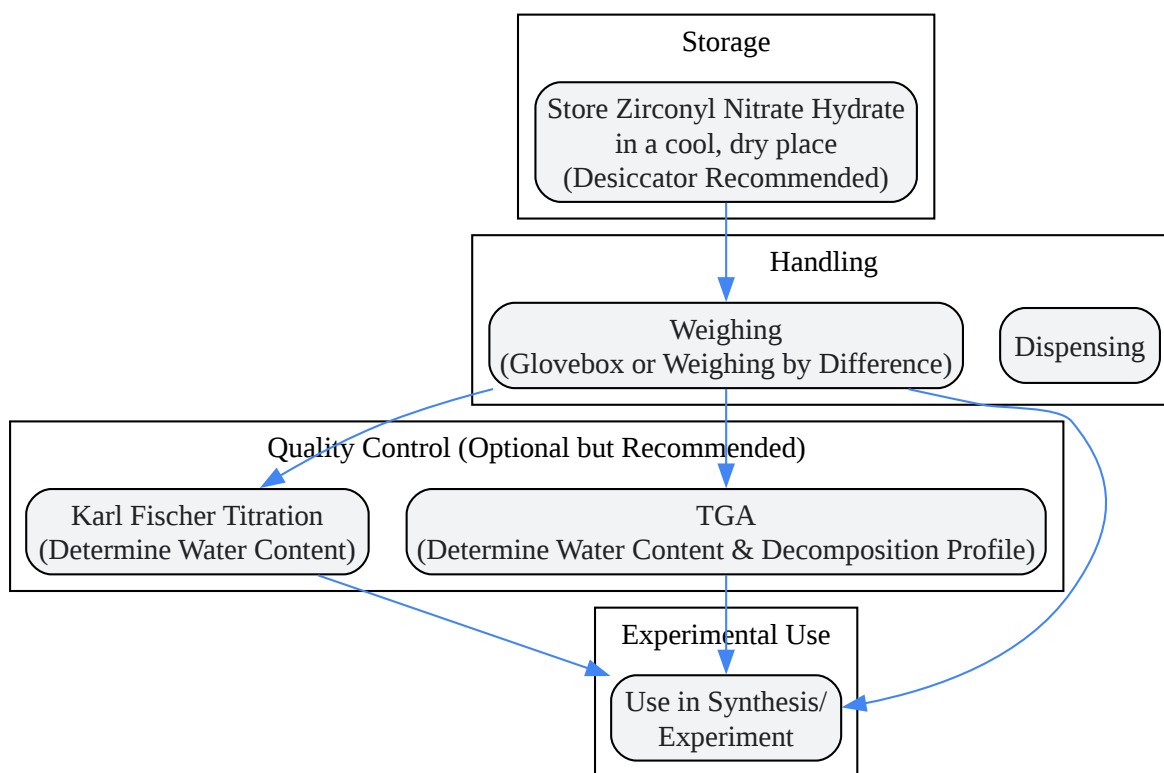 Storage
Store Zirconyl Nitrate Hydrate
in a cool, dry place
(Desiccator Recommended)
Handling
Weighing
(Glovebox or Weighing by Difference)
Dispensing
Quality Control (Optional but Recommended)
Karl Fischer Titration
(Determine Water Content)
TGA
(Determine Water Content & Decomposition Profile)
Experimental Use
Use in Synthesis/
Experiment